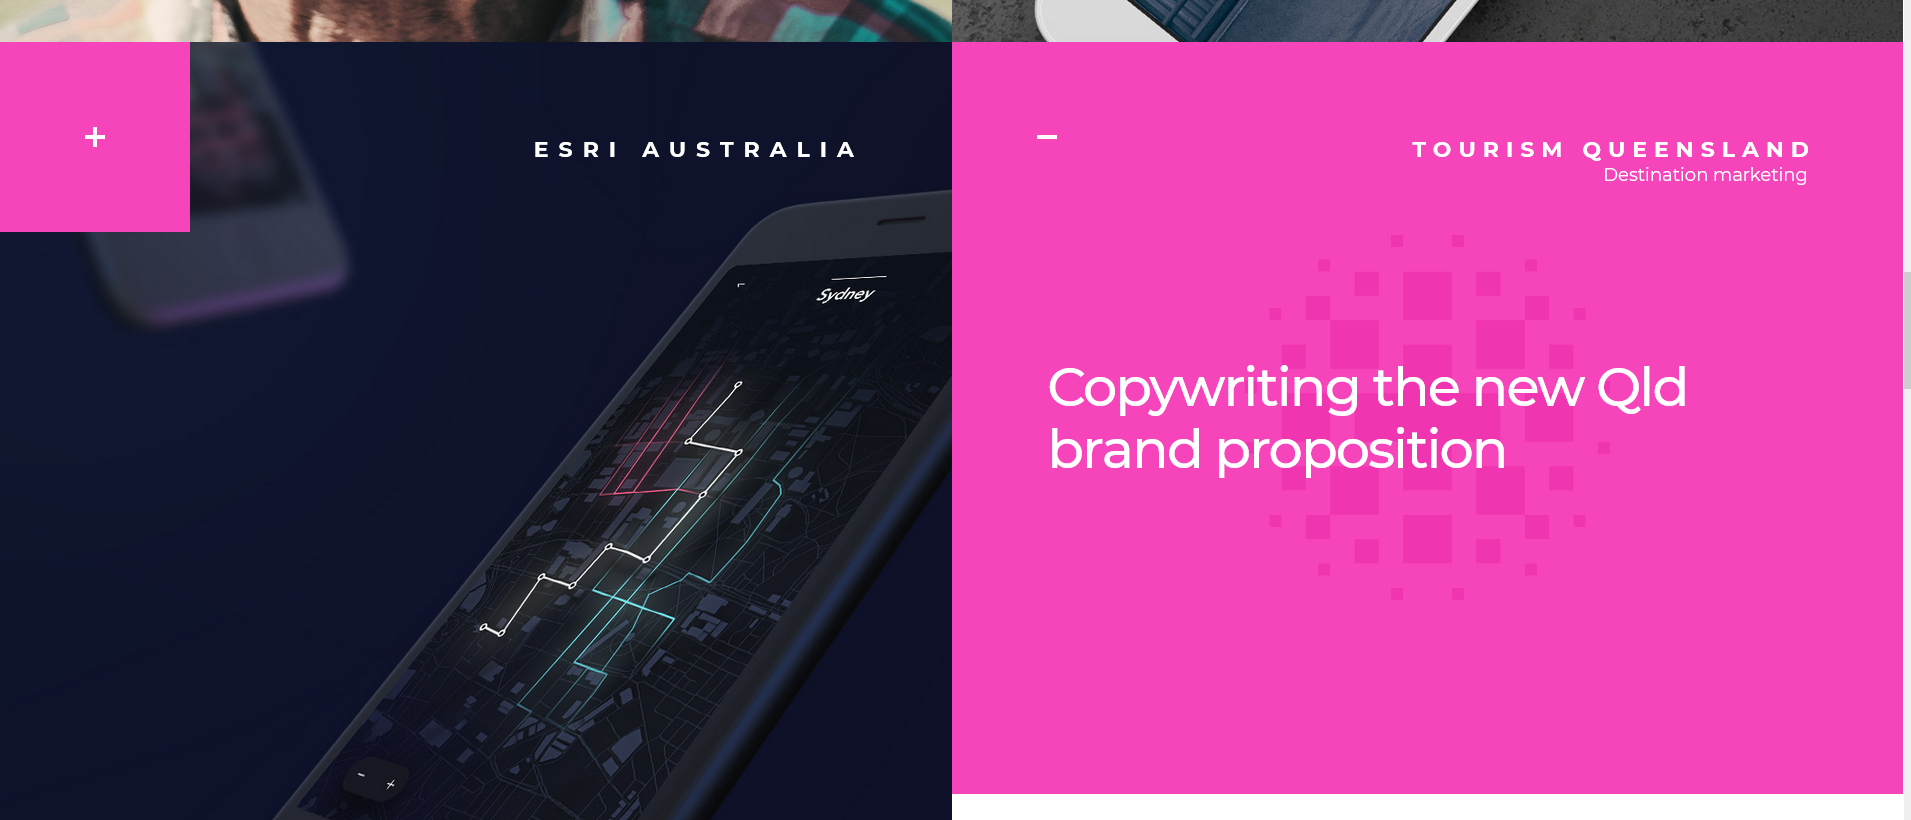 +
ESRI AUSTRALIA
Sydney
- +
–
TOURISM QUEENSLAND
Destination marketing
Copywriting the new Qld
brand proposition